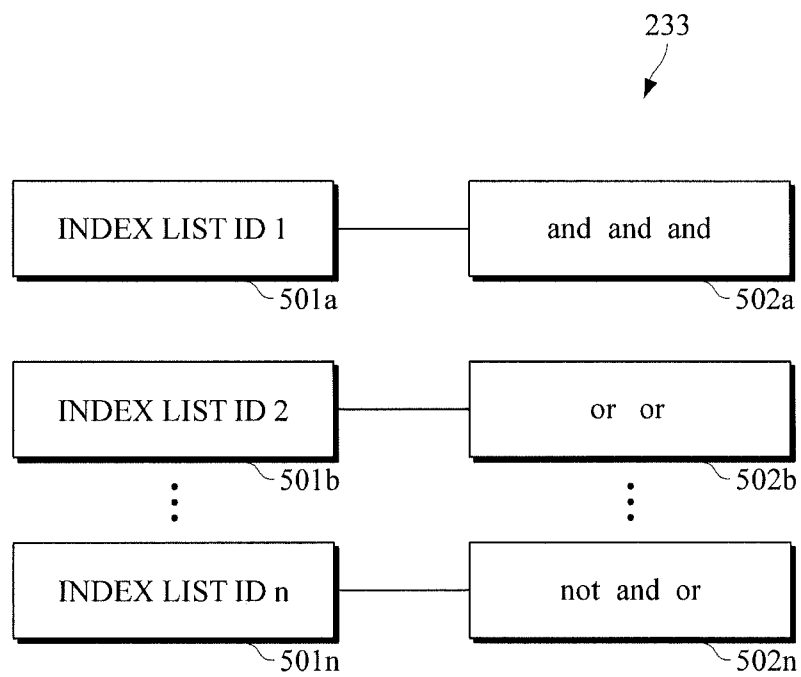 233
INDEX LIST ID 1
and and and
501a
502a
INDEX LIST ID 2
or or
501b
502b
INDEX LIST ID n
not and or
501n
502n